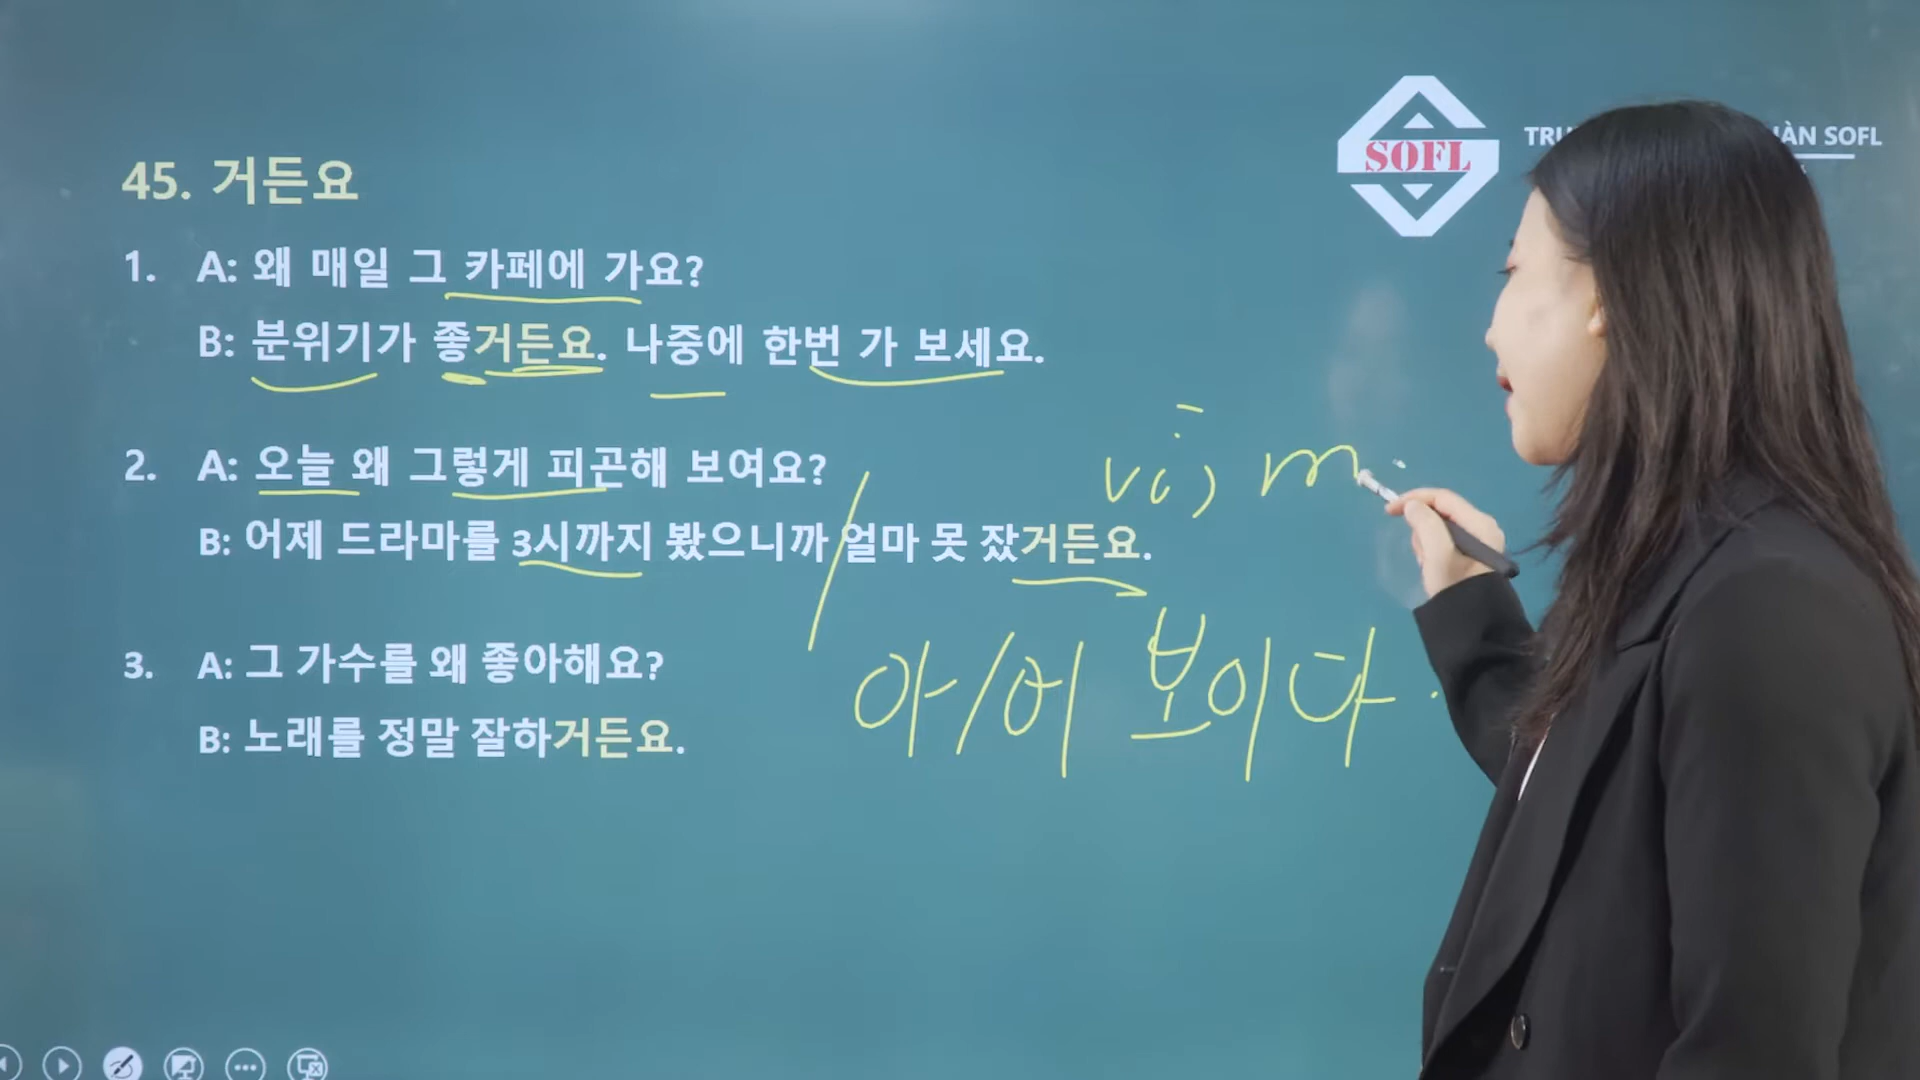 SOFL
ÀN SOFL
45. 거든요
1. A: 왜 매일 그 카페에 가요?
B: 분위기가 좋거든요. 나중에 한번 가 보세요.
2. A: 오늘 왜 그렇게 피곤해 보여요?
B: 어제 드라마를 3시까지 봤으니까 얼마 못 잤거든요.
3. A: 그 가수를 왜 좋아해요?
B: 노래를 정말 잘하거든요.
아/어 보이다.